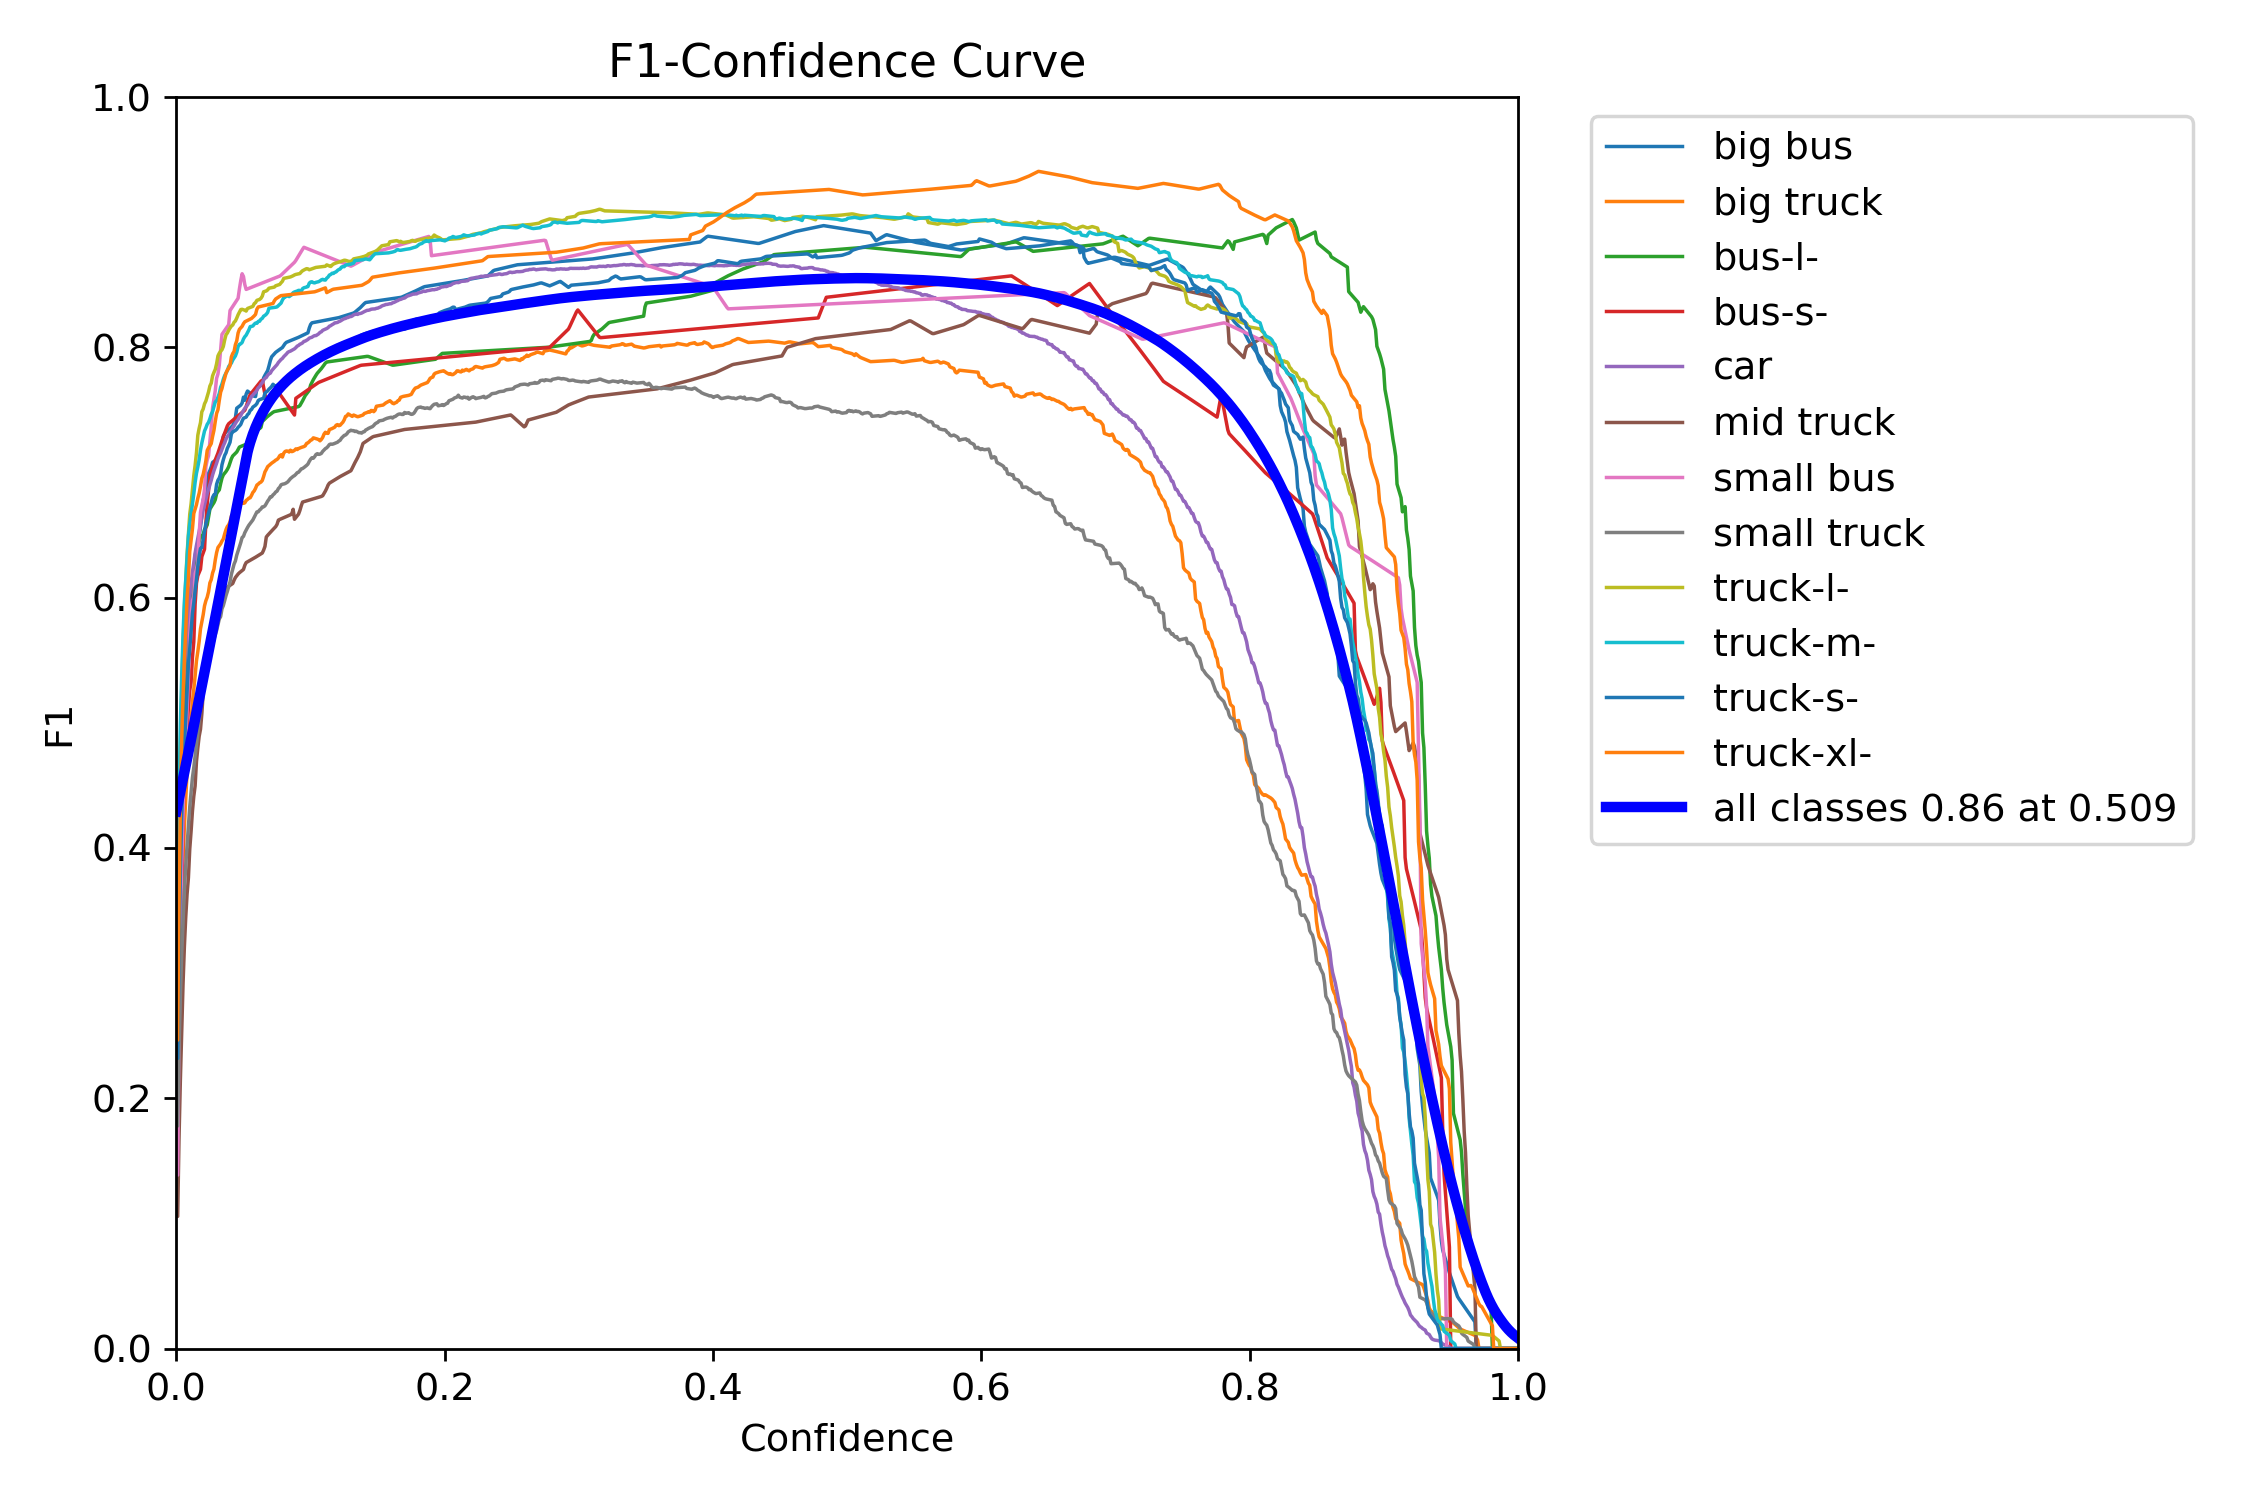 F1-Confidence Curve
1.0
0.8
0.6
0.4
0.2
0.0
F1
0.0 0.2 0.4 0.6 0.8 1.0
Confidence
big bus
big truck
bus-l-
bus-s-
car
mid truck
small bus
small truck
truck-l-
truck-m-
truck-s-
truck-xl-
all classes 0.86 at 0.509